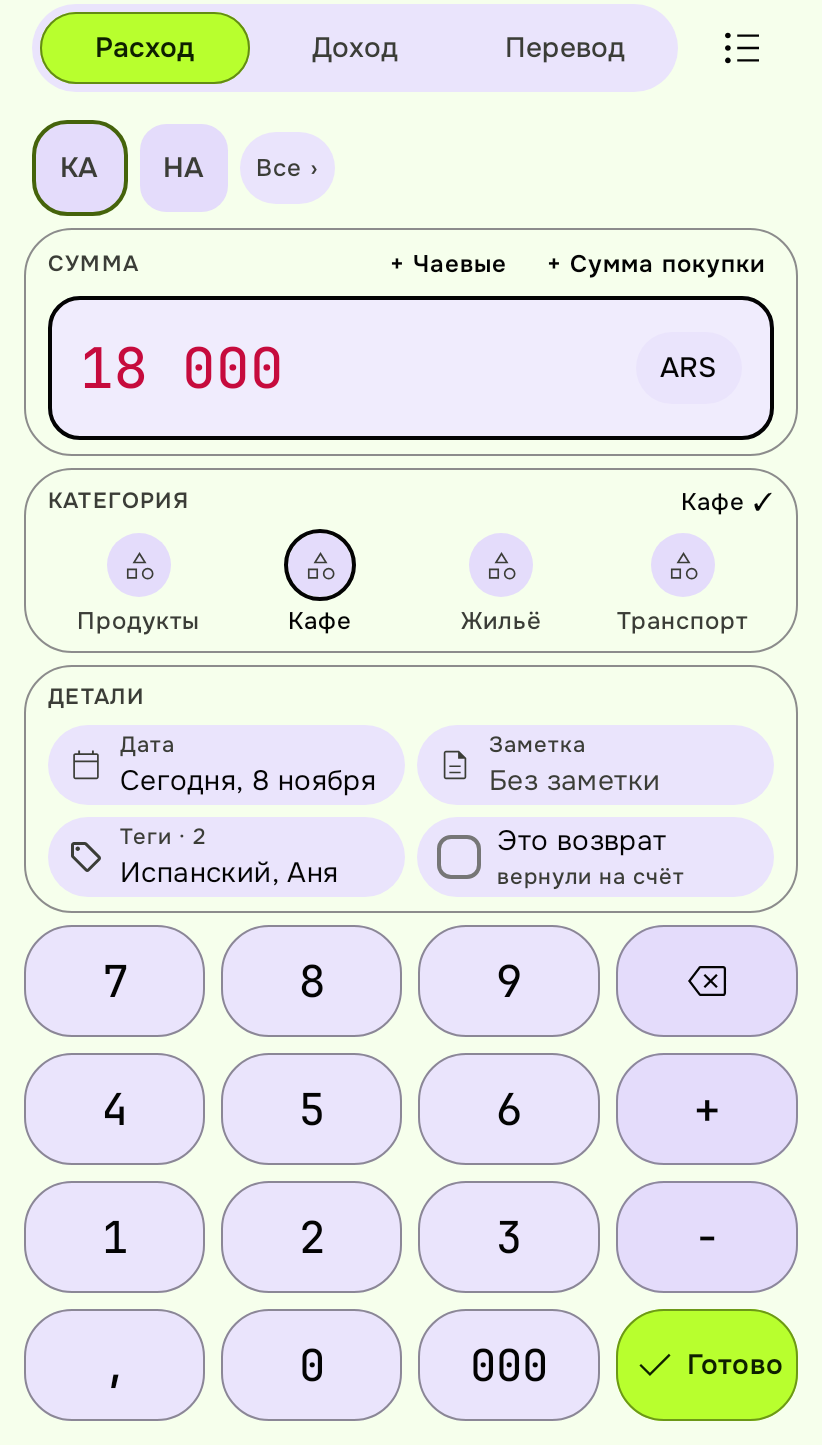 Расход Доход Перевод
КА НА Все ›
СУММА + Чаевые + Сумма покупки
18 000 ARS
КАТЕГОРИЯ Кафе ✓
Продукты Кафе Жильё Транспорт
ДЕТАЛИ
Дата
Сегодня, 8 ноября
Заметка
Без заметки
Теги · 2
Испанский, Аня
Это возврат
вернули на счёт
7 8 9
4 5 6 +
1 2 3 -
, 0 000 Готово